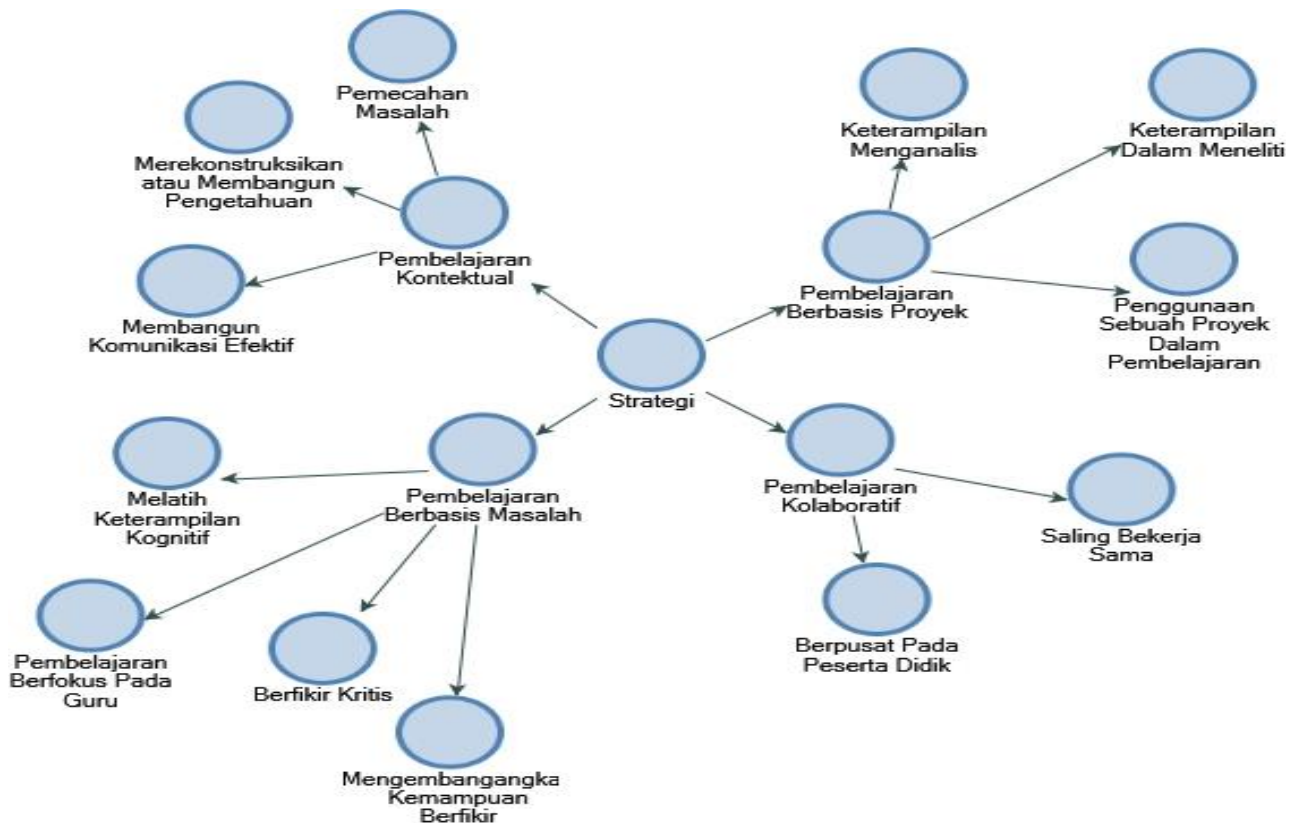 Pemecahan
Masalah
Merekonstruksikan
atau Membangun
Pengetahuan
Pembelajaran
Kontektual
Membangun
Komunikasi Efektif
Keterampilan
Menganalis
Keterampilan
Dalam Meneliti
Pembelajaran
Berbasis Proyek
Penggunaan
Sebuah Proyek
Dalam
Pembelajaran
Strategi
Melatih
Keterampilan
Kognitif
Pembelajaran
Berbasis Masalah
Pembelajaran
Kolaboratif
Saling Bekerja
Sama
Pembelajaran
Berfokus Pada
Guru
Berfikir Kritis
Berpusat Pada
Peserta Didik
Mengembangangka
Kemampuan
Berfikir